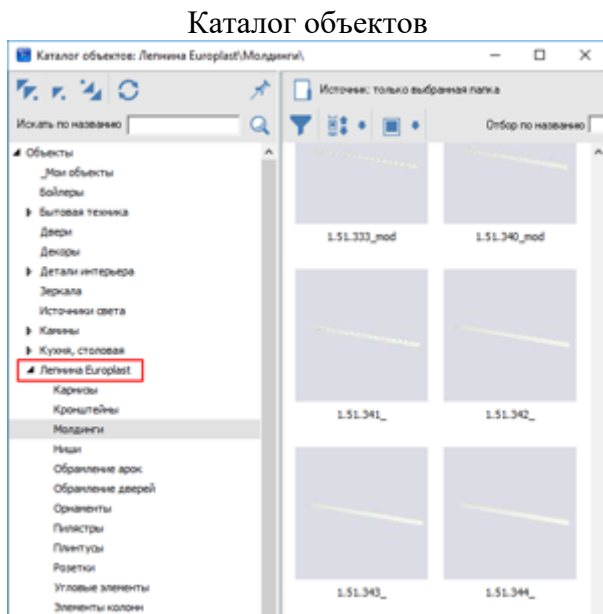 Каталог объектов
Каталог объектов: Лепнина Europlast\Молдинги\
Источник: только выбранная папка
Искать по названию
Отбор по названию
Объекты
_Мои объекты
Бойлеры
Бытовая техника
Двери
Декоры
Детали интерьера
Зеркала
Источники света
Камины
Кухня, столовая
Лепнина Europlast
Карнизы
Кронштейны
Молдинги
Ниши
Обрамление арок
Обрамление дверей
Орнаменты
Пилястры
Плинтусы
Розетки
Угловые элементы
Элементы колонн
1.51.333_mod
1.51.340_mod
1.51.341_
1.51.342_
1.51.343_
1.51.344_